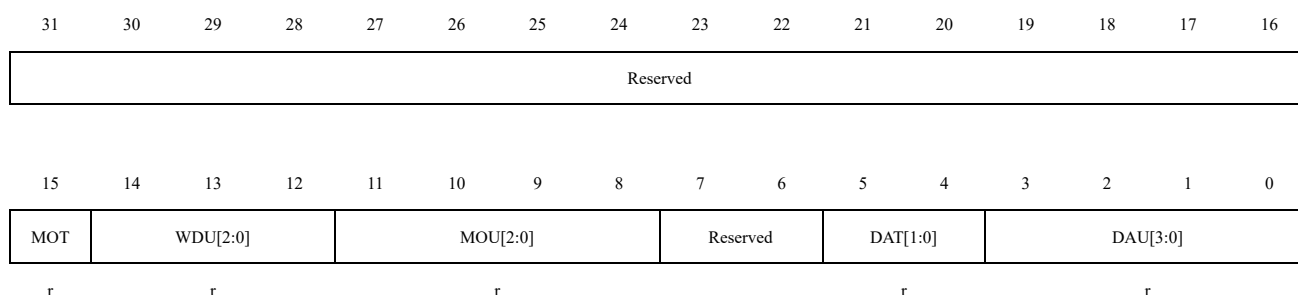 31 30 29 28 27 26 25 24 23 22 21 20 19 18 17 16
Reserved
15 14 13 12 11 10 9 8 7 6 5 4 3 2 1 0
MOT WDU[2:0] MOU[2:0] Reserved DAT[1:0] DAU[3:0]
r r r r r